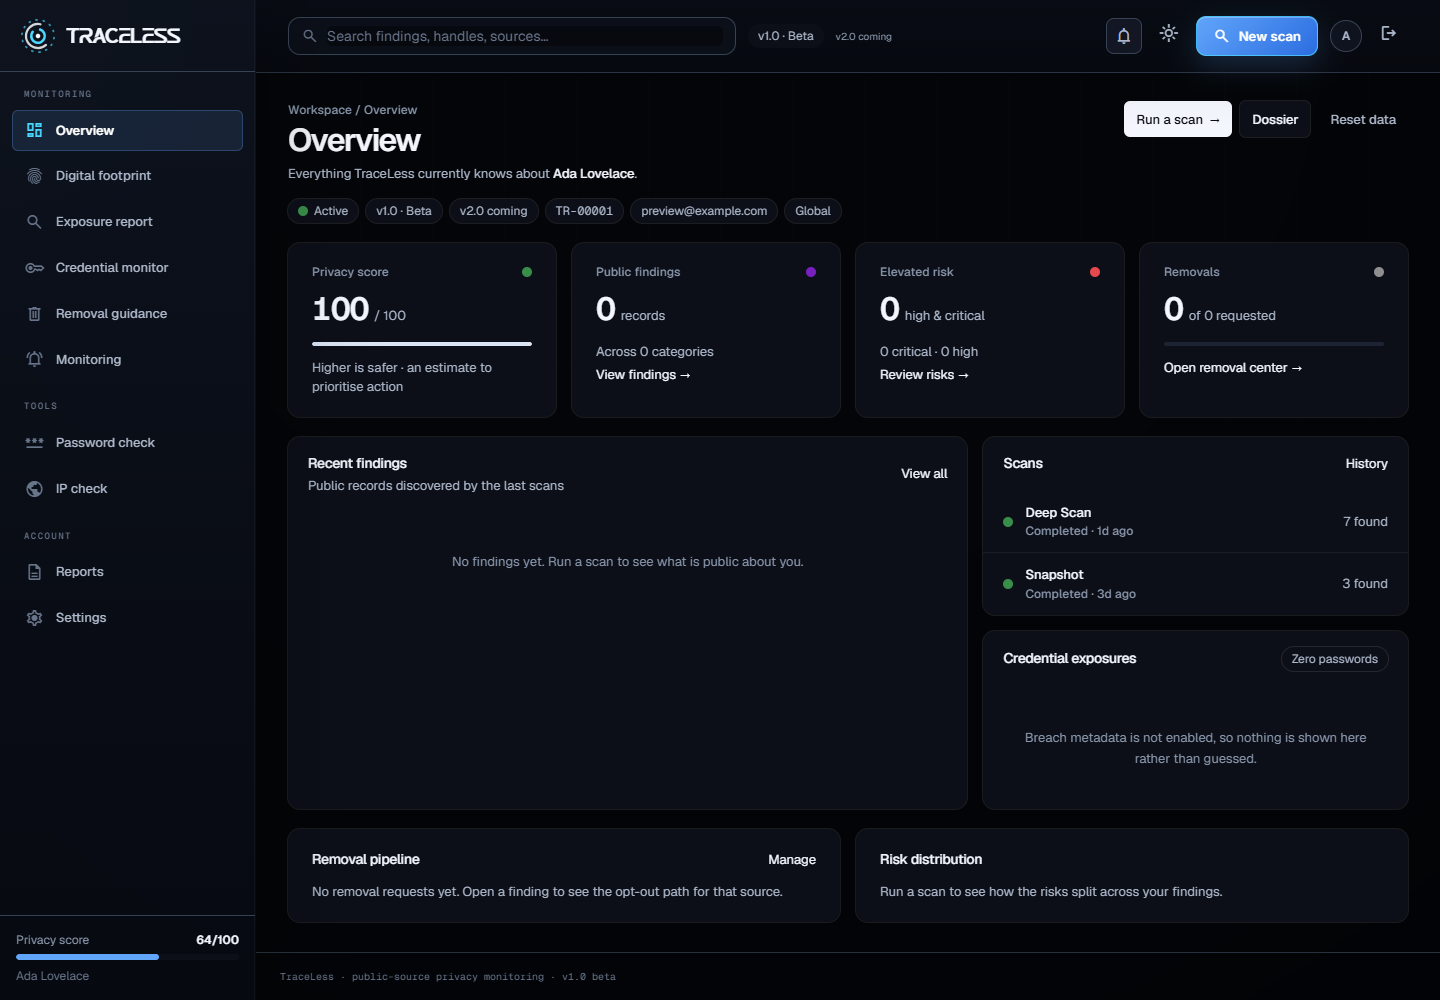 TRACELESS
MONITORING
Overview
Digital footprint
Exposure report
Credential monitor
Removal guidance
Monitoring
TOOLS
Password check
IP check
ACCOUNT
Reports
Settings
Privacy score
64/100
Ada Lovelace
Search findings, handles, sources...
v1.0 · Beta
v2.0 coming
New scan
A
Workspace / Overview
Overview
Everything TraceLess currently knows about Ada Lovelace.
Run a scan →
Dossier
Reset data
Active
v1.0 · Beta
v2.0 coming
TR-00001
preview@example.com
Global
Privacy score
100 / 100
Higher is safer · an estimate to
prioritise action
Public findings
0 records
Across 0 categories
View findings →
Elevated risk
0 high & critical
0 critical · 0 high
Review risks →
Removals
0 of 0 requested
Open removal center →
Recent findings
Public records discovered by the last scans
View all
No findings yet. Run a scan to see what is public about you.
Scans
History
Deep Scan
Completed · 1d ago
7 found
Snapshot
Completed · 3d ago
3 found
Credential exposures
Zero passwords
Breach metadata is not enabled, so nothing is shown here
rather than guessed.
Removal pipeline
Manage
No removal requests yet. Open a finding to see the opt-out path for that source.
Risk distribution
Run a scan to see how the risks split across your findings.
TraceLess · public-source privacy monitoring · v1.0 beta